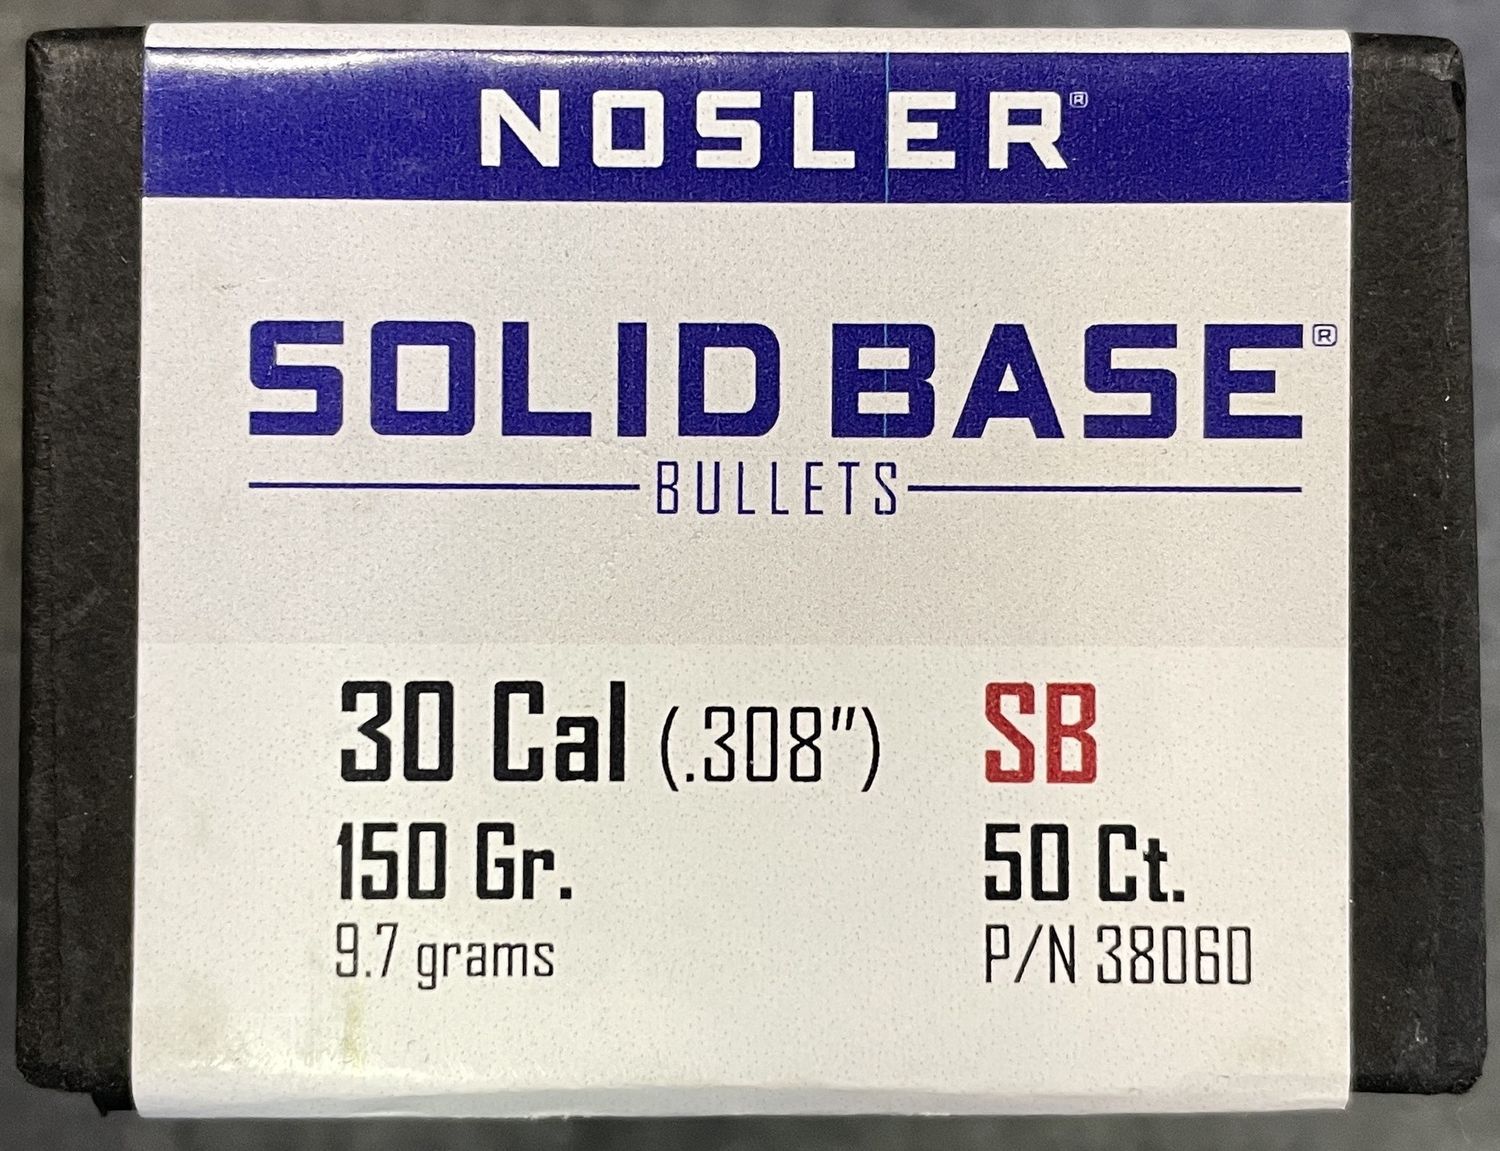 NOSLER®
SOLID BASE®
BULLETS
30 Cal (.308") SB
150 Gr. 50 Ct.
9.7 grams P/N 38060